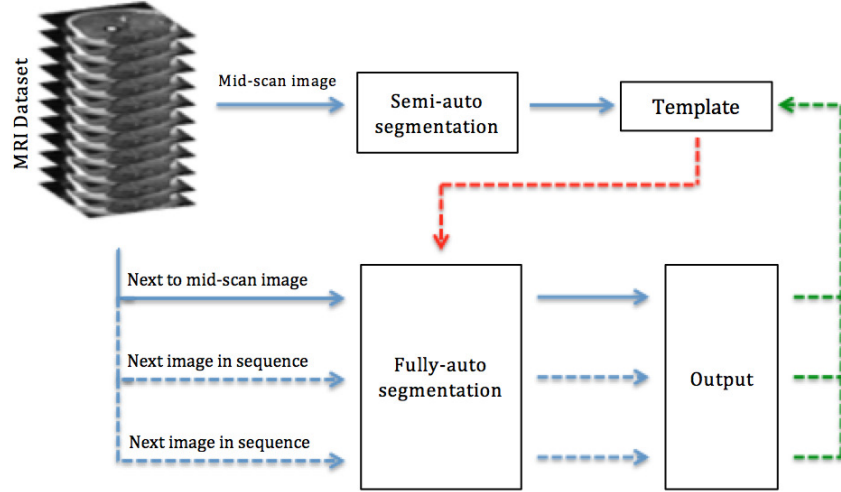 MRI Dataset
Mid-scan image
Semi-auto
segmentation
Template
Next to mid-scan image
Next image in sequence
Next image in sequence
Fully-auto
segmentation
Output